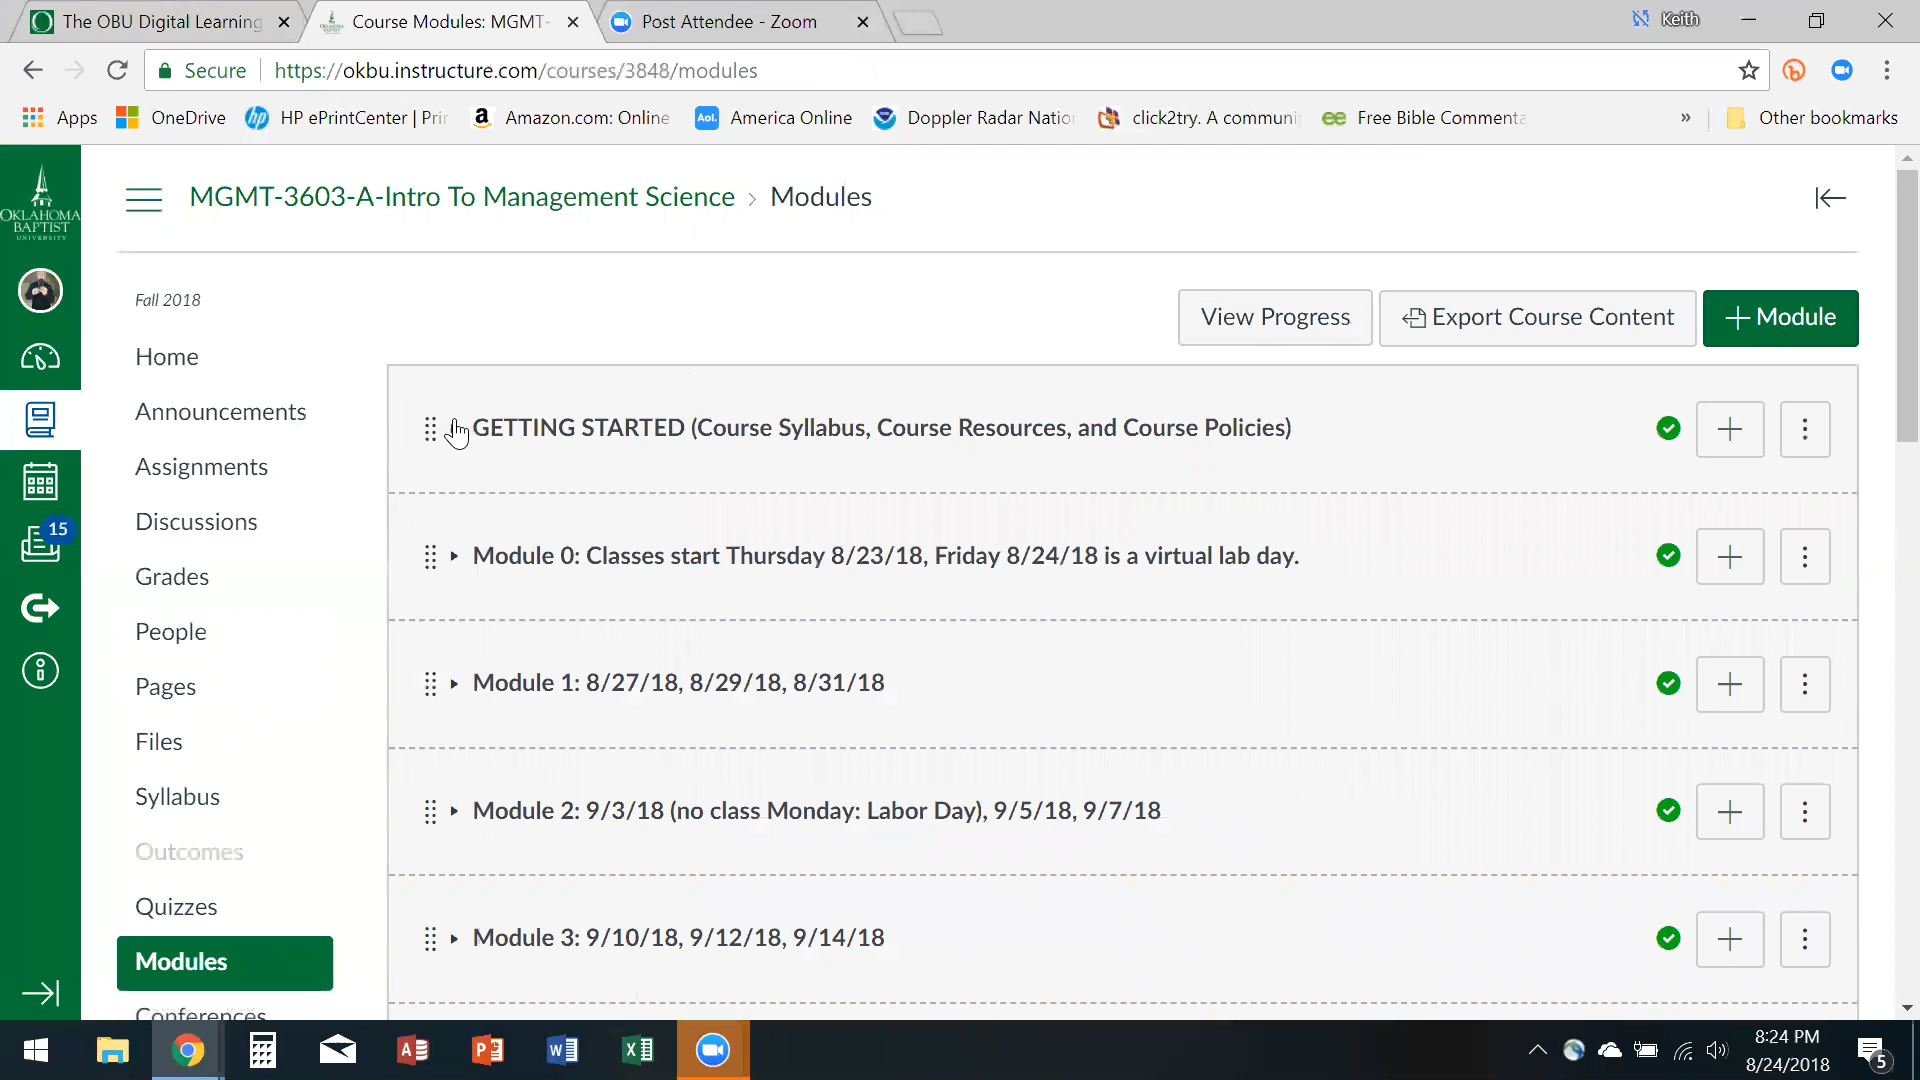 The OBU Digital Learning
Course Modules: MGMT-
Post Attendee - Zoom
Keith
Secure
https://okbu.instructure.com/courses/3848/modules
Apps
OneDrive
HP ePrintCenter | Pri
Amazon.com: Online
Aol.
America Online
Doppler Radar Natio
click2try. A communi
Free Bible Commenta
»
Other bookmarks
OKLAHOMA
BAPTIST
UNIVERSITY
MGMT-3603-A-Intro To Management Science > Modules
Fall 2018
View Progress
Export Course Content
+ Module
Home
Announcements
Assignments
Discussions
Grades
People
Pages
Files
Syllabus
Outcomes
Quizzes
Modules
Conferences
15
GETTING STARTED (Course Syllabus, Course Resources, and Course Policies)
Module 0: Classes start Thursday 8/23/18, Friday 8/24/18 is a virtual lab day.
Module 1: 8/27/18, 8/29/18, 8/31/18
Module 2: 9/3/18 (no class Monday: Labor Day), 9/5/18, 9/7/18
Module 3: 9/10/18, 9/12/18, 9/14/18
8:24 PM
8/24/2018
5